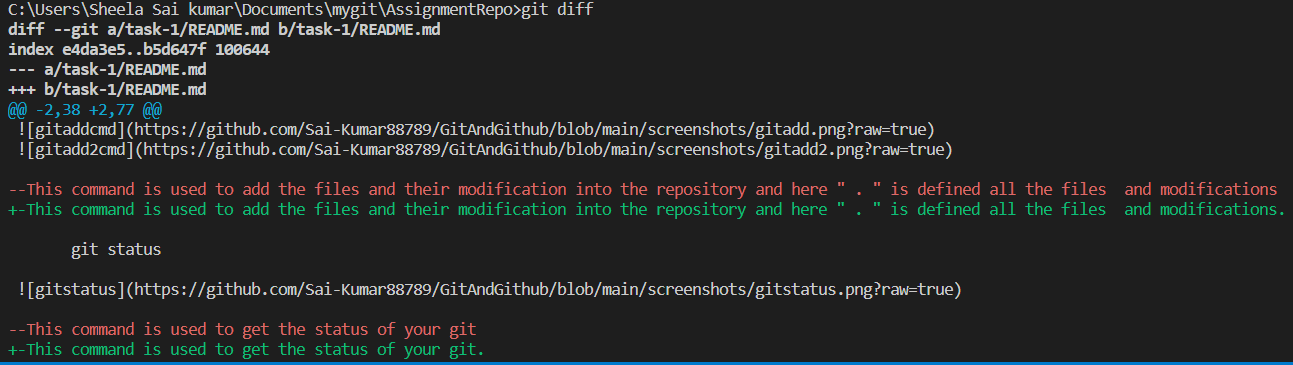 C:\Users\Sheela Sai kumar\Documents\mygit\AssignmentRepo>git diff
diff --git a/task-1/README.md b/task-1/README.md
index e4da3e5..b5d647f 100644
--- a/task-1/README.md
+++ b/task-1/README.md
@@ -2,38 +2,77 @@
 ![gitaddcmd](https://github.com/Sai-Kumar88789/GitAndGithub/blob/main/screenshots/gitadd.png?raw=true)
 ![gitadd2cmd](https://github.com/Sai-Kumar88789/GitAndGithub/blob/main/screenshots/gitadd2.png?raw=true)
--This command is used to add the files and their modification into the repository and here " . " is defined all the files  and modifications
+-This command is used to add the files and their modification into the repository and here " . " is defined all the files  and modifications.
       git status
 ![gitstatus](https://github.com/Sai-Kumar88789/GitAndGithub/blob/main/screenshots/gitstatus.png?raw=true)
--This command is used to get the status of your git
+-This command is used to get the status of your git.